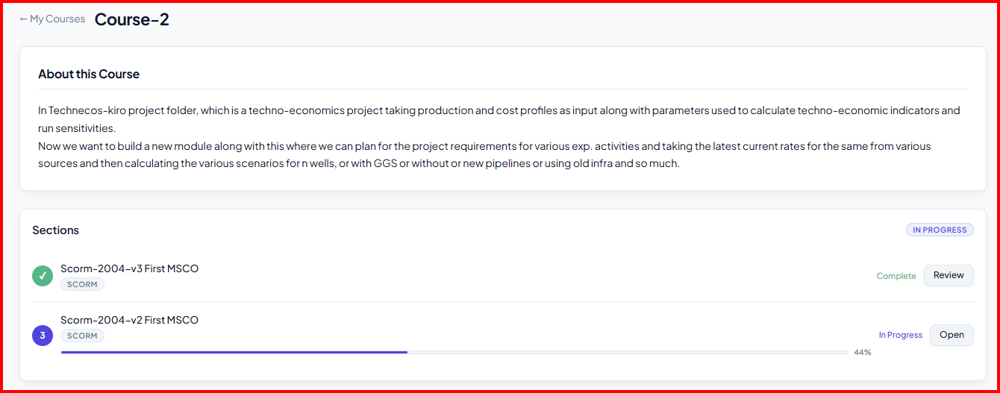 ← My Courses Course-2
About this Course
In Technecos-kiro project folder, which is a techno-economics project taking production and cost profiles as input along with parameters used to calculate techno-economic indicators and
run sensitivities.
Now we want to build a new module along with this where we can plan for the project requirements for various exp. activities and taking the latest current rates for the same from various
sources and then calculating the various scenarios for n wells, or with GGS or without or new pipelines or using old infra and so much.
Sections IN PROGRESS
Scorm-2004-v3 First MSCO
✓ SCORM Complete Review
Scorm-2004-v2 First MSCO
3 SCORM In Progress Open
44%